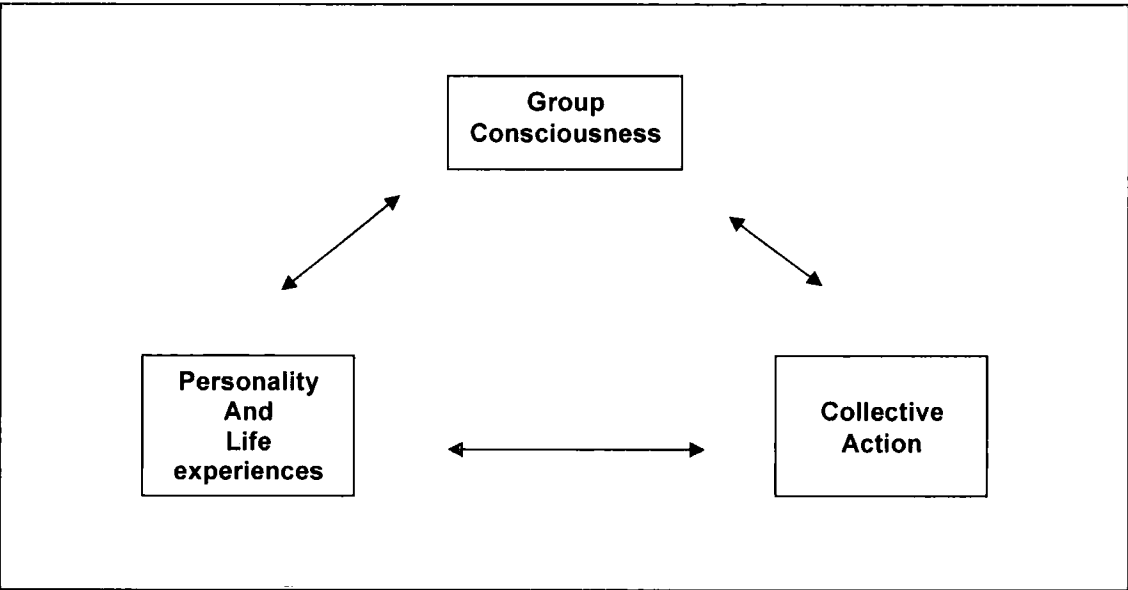 Group
Consciousness
Personality
And
Life
experiences
Collective
Action